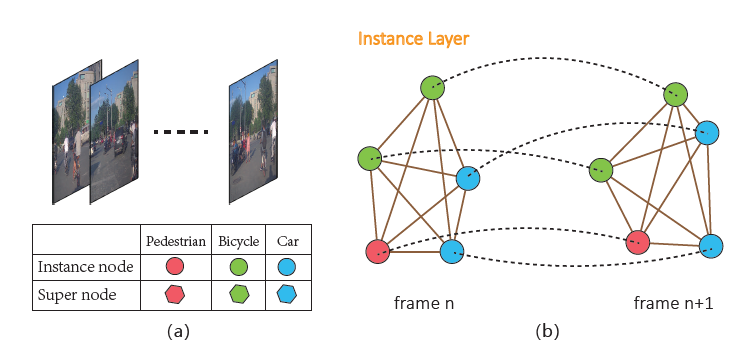 Instance Layer
Pedestrian Bicycle Car
Instance node
Super node
frame n frame n+1
(a) (b)